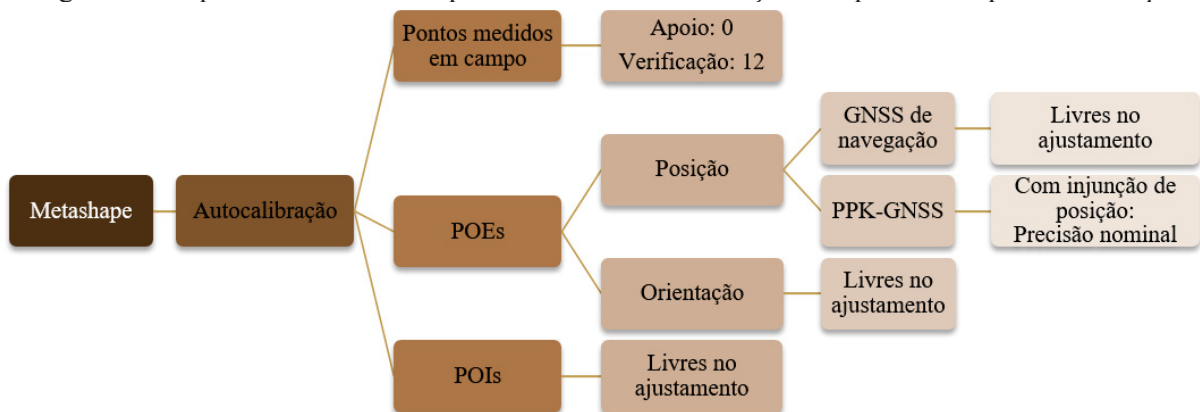 Pontos medidos
em campo
Apoio: 0
Verificação: 12
GNSS de
navegação
Livres no
ajustamento
Posição
Metashape
Autocalibração
POEs
PPK-GNSS
Com injunção de
posição:
Precisão nominal
Orientação
Livres no
ajustamento
POIs
Livres no
ajustamento